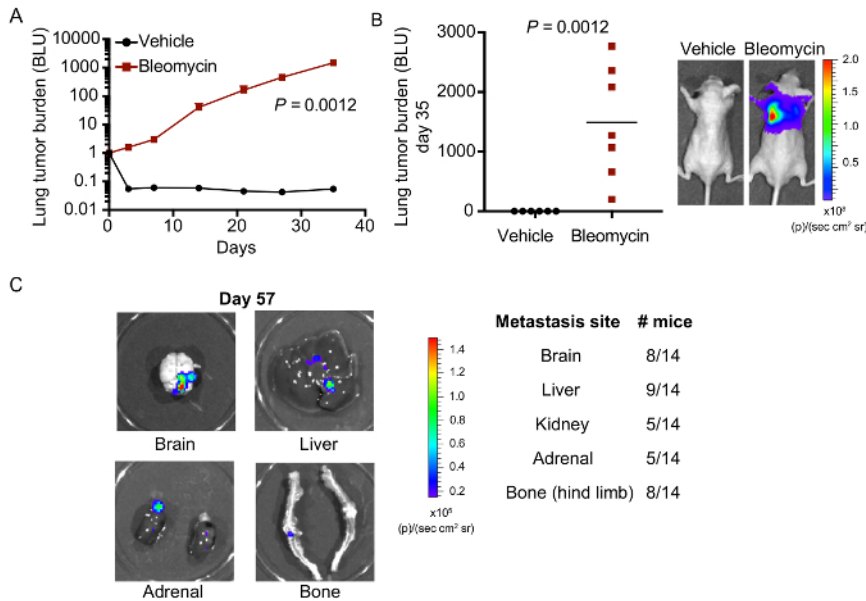 A
Lung tumor burden (BLU)
10000
1000
100
10
1
0.1
0.01
Vehicle
Bleomycin
P = 0.0012
0
10
20
30
40
Days
B
Lung tumor burden (BLU)
day 35
P = 0.0012
3000
2000
1000
0
Vehicle
Bleomycin
Vehicle
Bleomycin
2.0
1.5
1.0
0.5
x10⁶
(p)/(sec cm² sr)
C
Day 57
Brain
Liver
Adrenal
Bone
1.4
1.2
1.0
0.8
0.6
0.4
0.2
(p)/(sec cm² sr)
Metastasis site # mice
Brain 8/14
Liver 9/14
Kidney 5/14
Adrenal 5/14
Bone (hind limb) 8/14